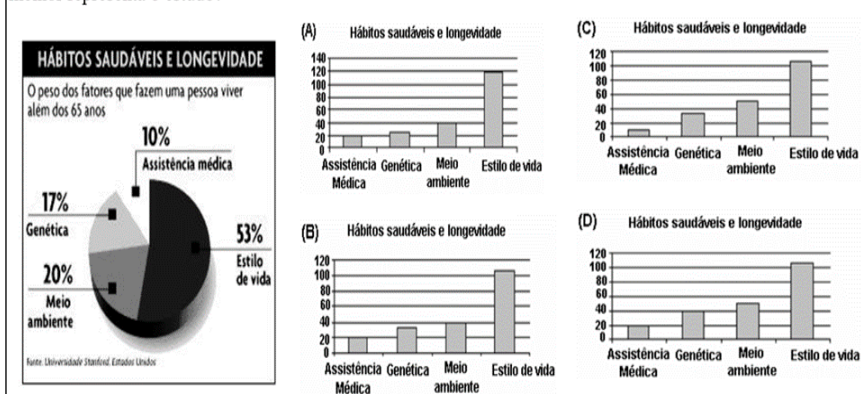 HÁBITOS SAUDÁVEIS E LONGEVIDADE
O peso dos fatores que fazem uma pessoa viver
além dos 65 anos
10%
Assistência médica
17%
Genética
53%
Estilo
de vida
20%
Meio
ambiente
Fonte: Universidade Stanford, Estados Unidos
(A)
Hábitos saudáveis e longevidade
140
120
100
80
60
40
20
0
Assistência
Médica
Genética
Meio
ambiente
Estilo de vida
(B)
Hábitos saudáveis e longevidade
120
100
80
60
40
20
0
Assistência
Médica
Genética
Meio
ambiente
Estilo de vida
(C)
Hábitos saudáveis e longevidade
120
100
80
60
40
20
Assistência
Médica
Genética
Meio
ambiente
Estilo de vida
(D)
Hábitos saudáveis e longevidade
120
100
80
60
40
20
0
Assistência
Médica
Genética
Meio
ambiente
Estilo de vida